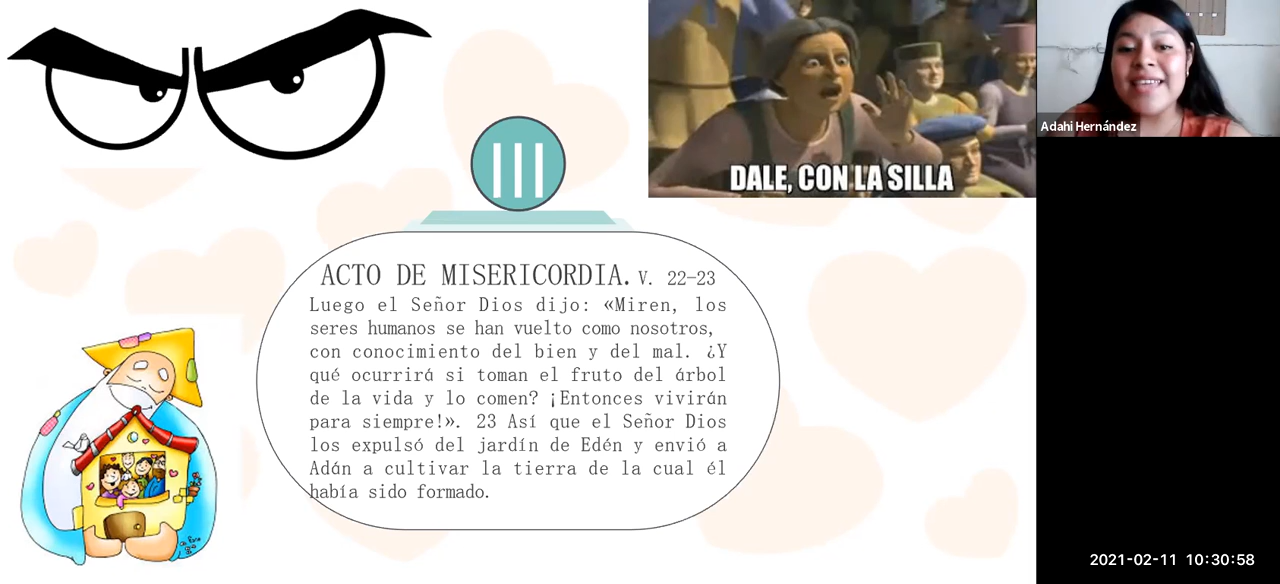 DALE, CON LA SILLA
Adahi Hernández
III
ACTO DE MISERICORDIA. V. 22-23
Luego el Señor Dios dijo: «Miren, los
seres humanos se han vuelto como nosotros,
con conocimiento del bien y del mal. ¿Y
qué ocurrirá si toman el fruto del árbol
de la vida y lo comen? ¡Entonces vivirán
para siempre!». 23 Así que el Señor Dios
los expulsó del jardín de Edén y envió a
Adán a cultivar la tierra de la cual él
había sido formado.
2021-02-11 10:30:58